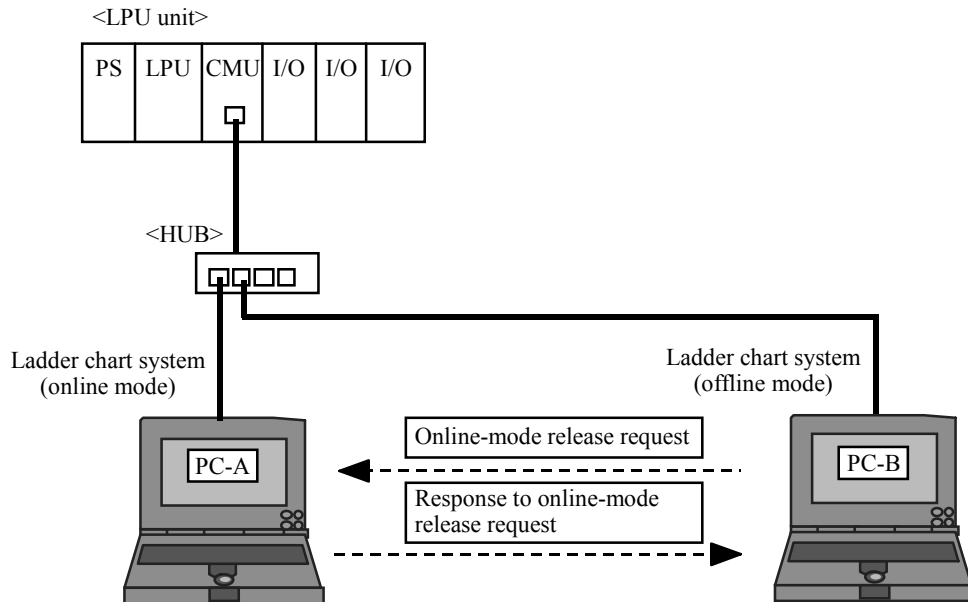 <LPU unit>
PS LPU CMU I/O I/O I/O
<HUB>
Ladder chart system
(online mode)
Ladder chart system
(offline mode)
PC-A
Online-mode release request
Response to online-mode
release request
PC-B